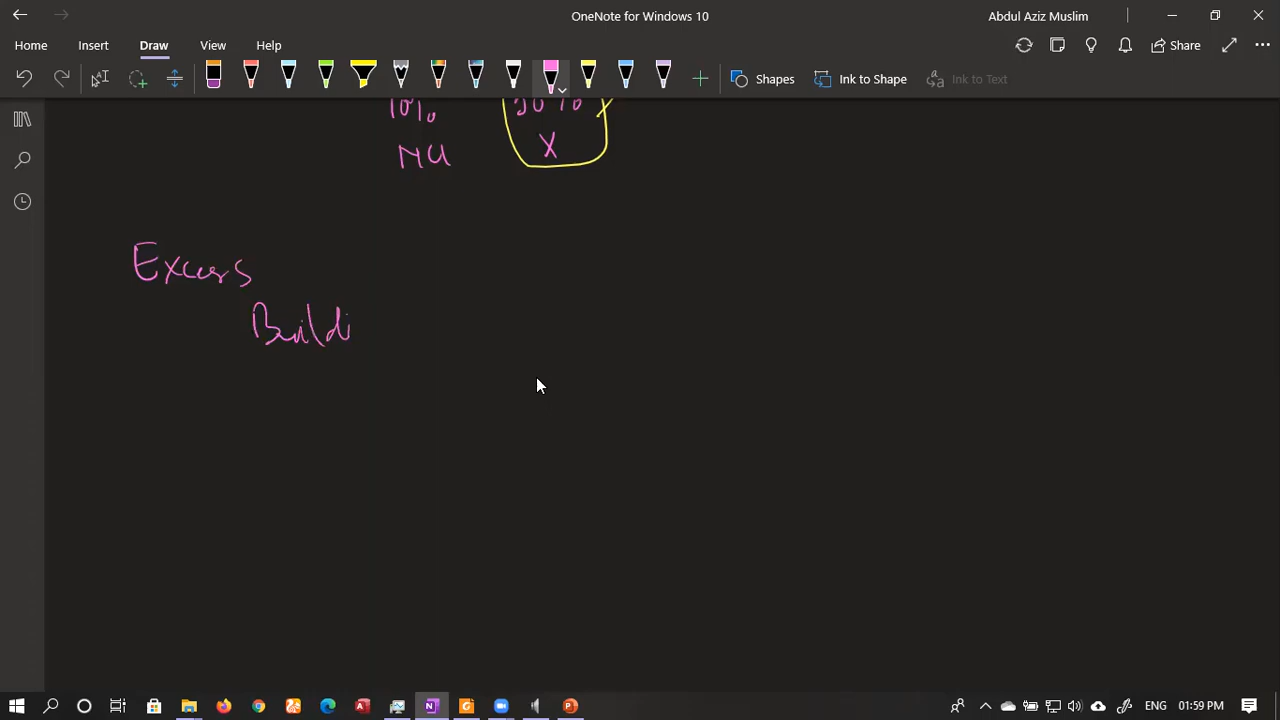 OneNote for Windows 10
Abdul Aziz Muslim
Home Insert Draw View Help
Share
Shapes Ink to Shape Ink to Text
10%
NU X
Excess
Buildi
ENG 01:59 PM